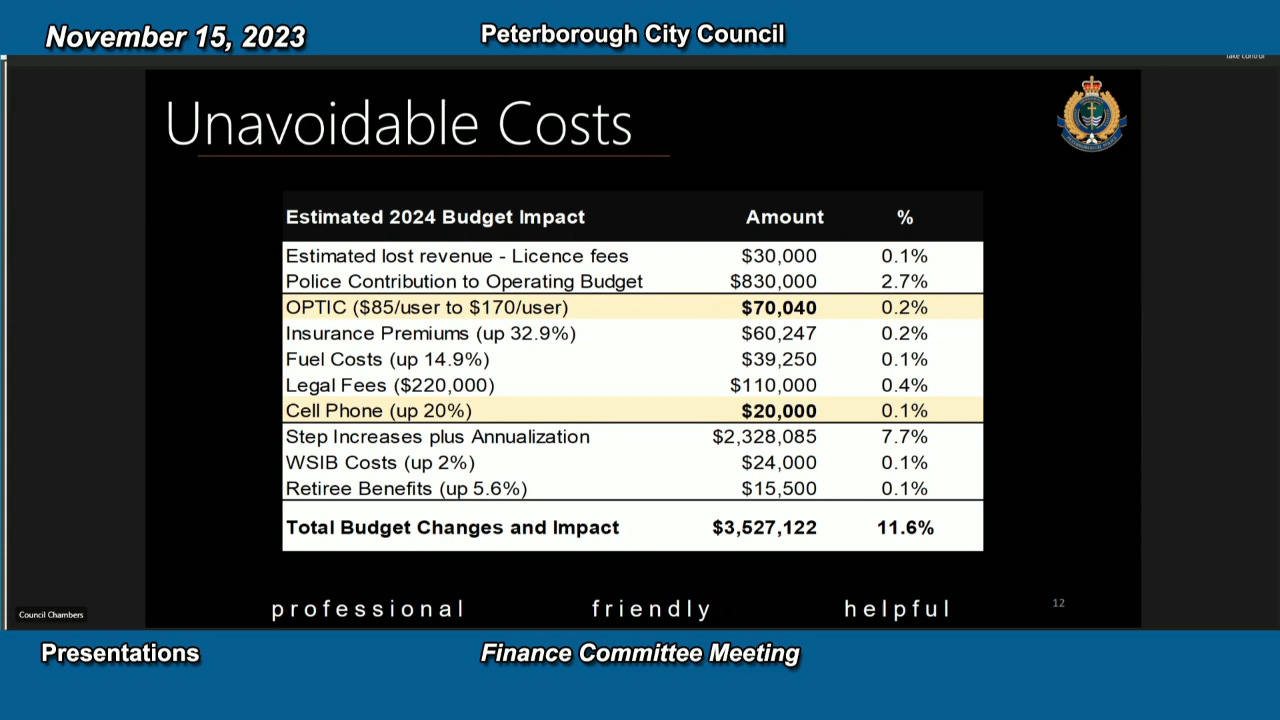 November 15, 2023
Peterborough City Council
Take Control
Unavoidable Costs
Estimated 2024 Budget Impact Amount %
Estimated lost revenue - Licence fees $30,000 0.1%
Police Contribution to Operating Budget $830,000 2.7%
OPTIC ($85/user to $170/user) $70,040 0.2%
Insurance Premiums (up 32.9%) $60,247 0.2%
Fuel Costs (up 14.9%) $39,250 0.1%
Legal Fees ($220,000) $110,000 0.4%
Cell Phone (up 20%) $20,000 0.1%
Step Increases plus Annualization $2,328,085 7.7%
WSIB Costs (up 2%) $24,000 0.1%
Retiree Benefits (up 5.6%) $15,500 0.1%
Total Budget Changes and Impact $3,527,122 11.6%
professional friendly helpful
12
Council Chambers
Presentations
Finance Committee Meeting